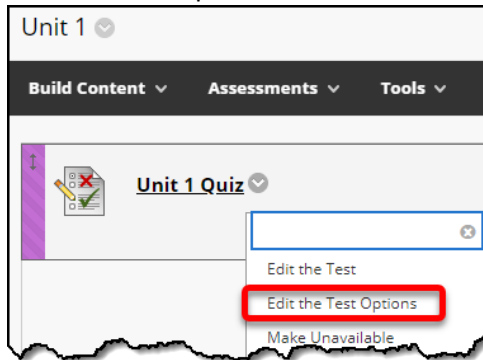 Unit 1
Build Content Assessments Tools
Unit 1 Quiz
Edit the Test
Edit the Test Options
Make Unavailable